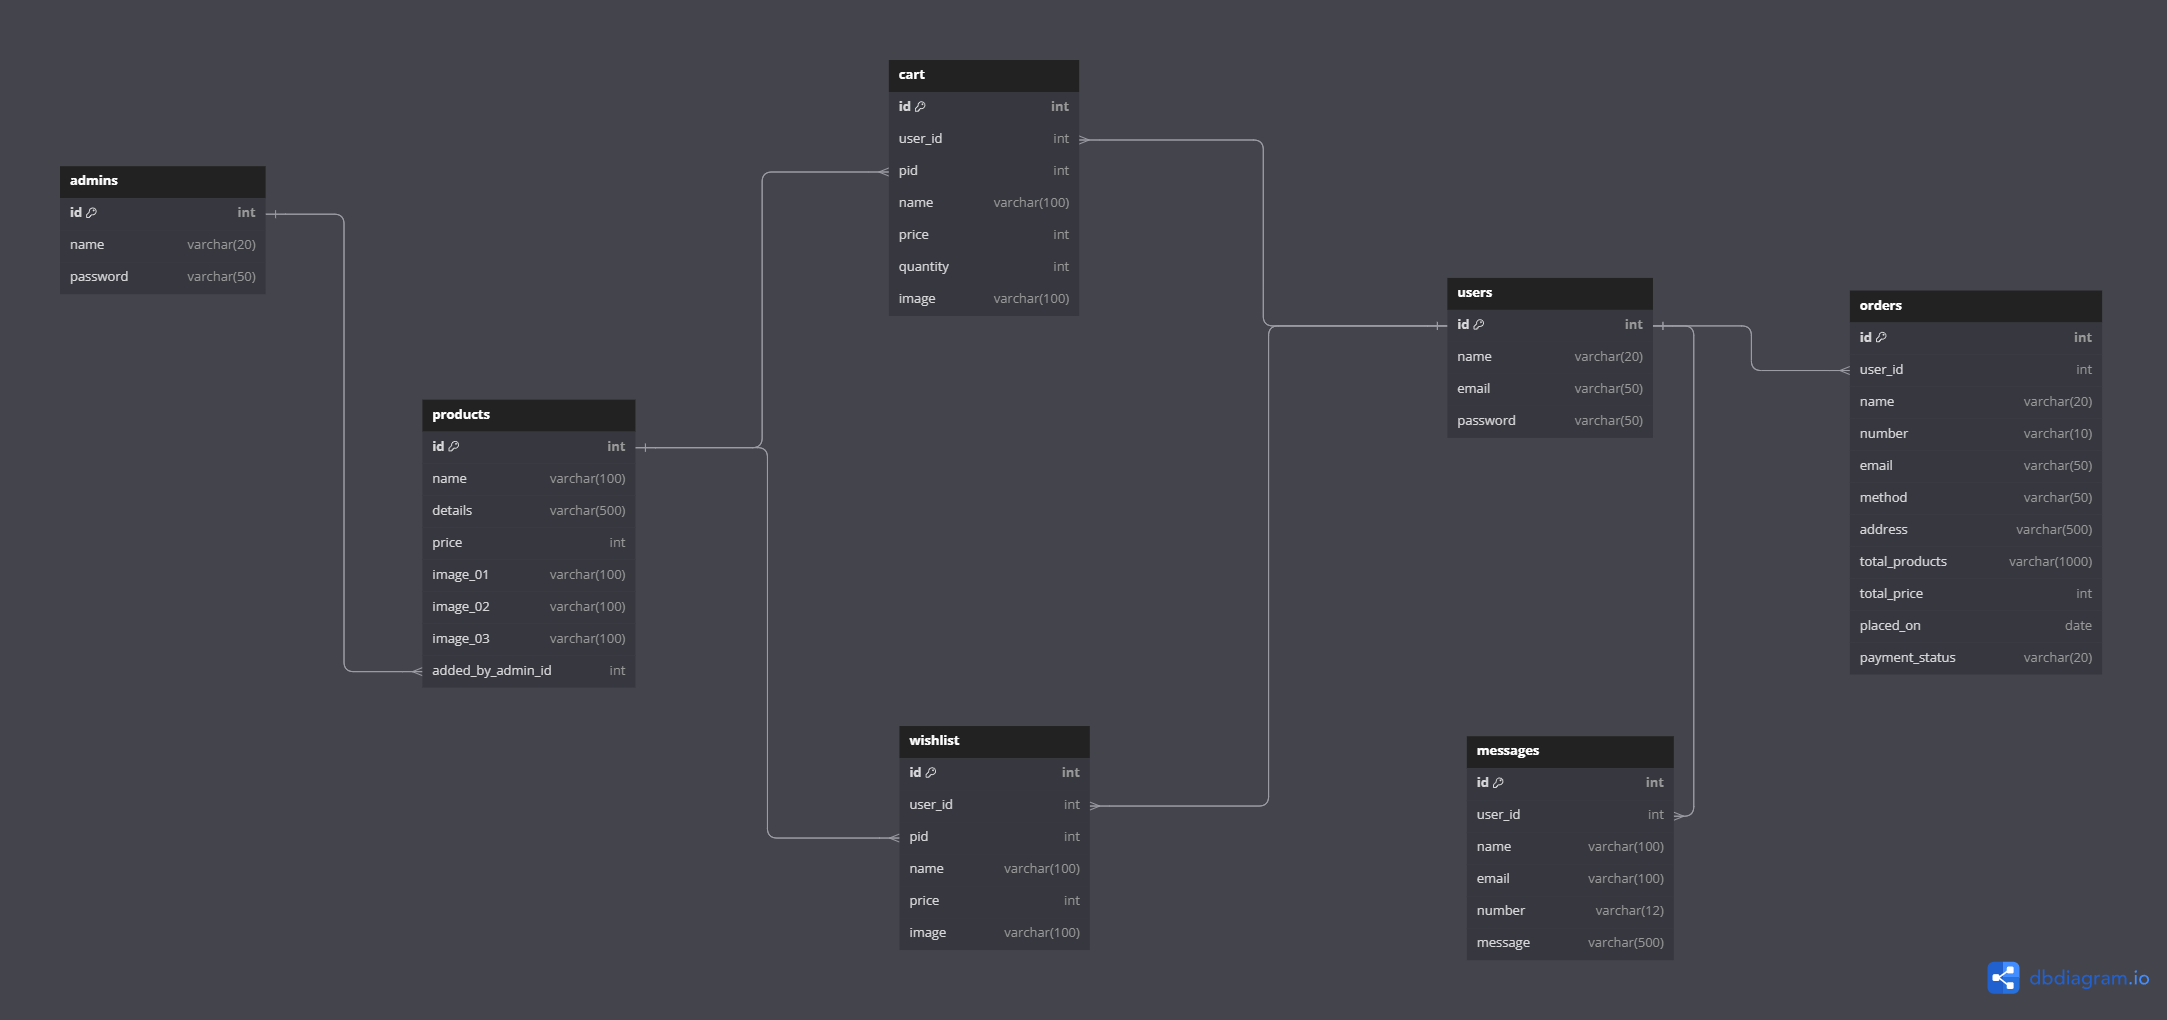 admins
id int
name varchar(20)
password varchar(50)
products
id int
name varchar(100)
details varchar(500)
price int
image_01 varchar(100)
image_02 varchar(100)
image_03 varchar(100)
added_by_admin_id int
cart
id int
user_id int
pid int
name varchar(100)
price int
quantity int
image varchar(100)
wishlist
id int
user_id int
pid int
name varchar(100)
price int
image varchar(100)
users
id int
name varchar(20)
email varchar(50)
password varchar(50)
messages
id int
user_id int
name varchar(100)
email varchar(100)
number varchar(12)
message varchar(500)
orders
id int
user_id int
name varchar(20)
number varchar(10)
email varchar(50)
method varchar(50)
address varchar(500)
total_products varchar(1000)
total_price int
placed_on date
payment_status varchar(20)
dbdiagram.io